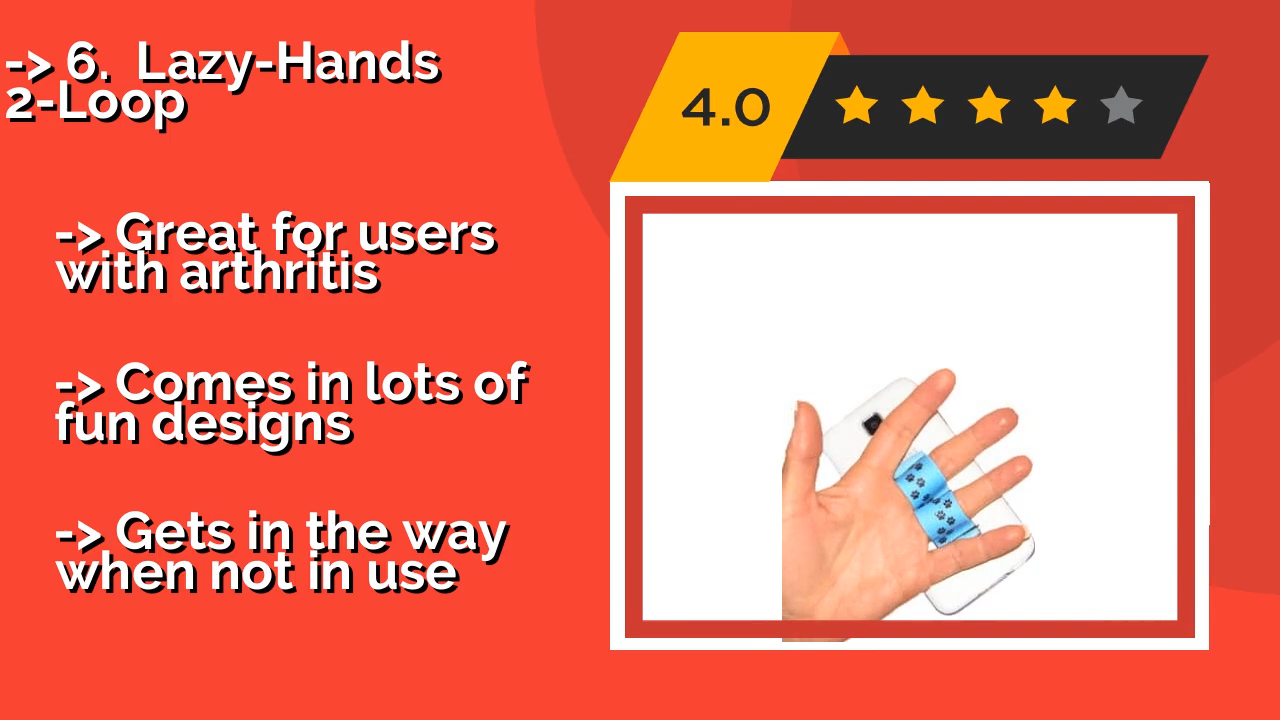 -> 6.  Lazy-Hands
2-Loop
4.0
-> Great for users
with arthritis
-> Comes in lots of
fun designs
-> Gets in the way
when not in use